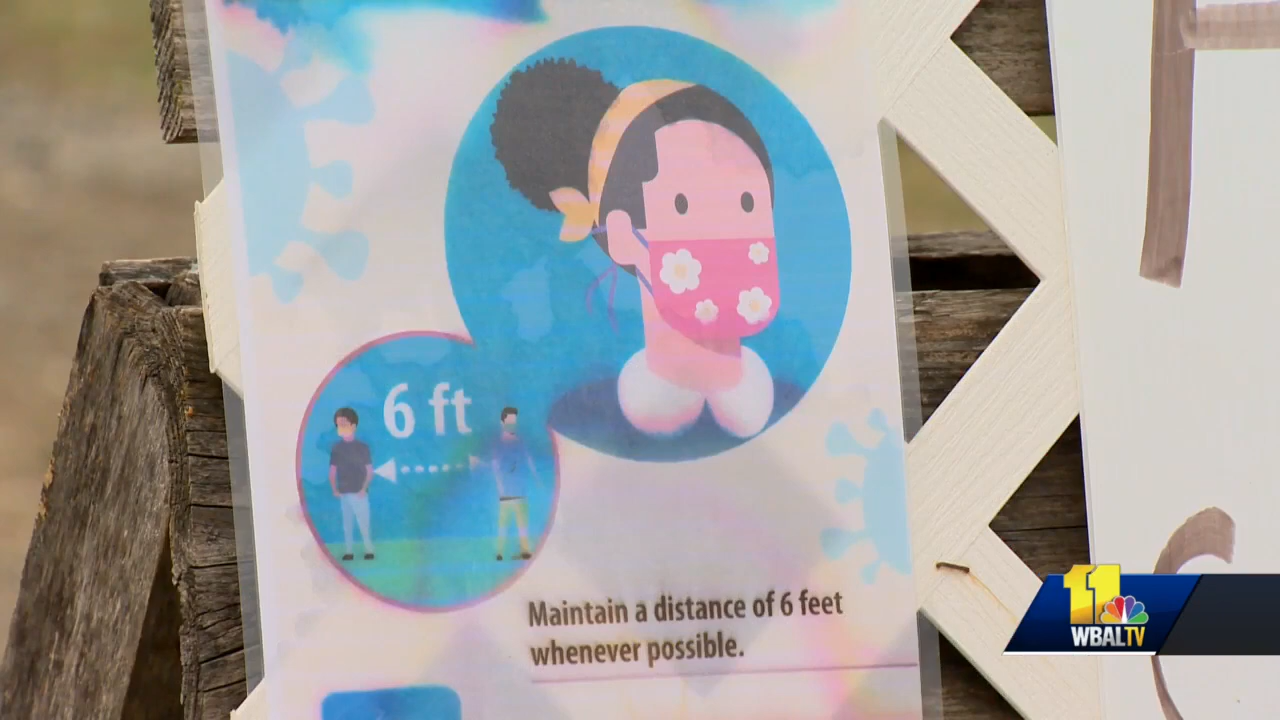 6 ft
Maintain a distance of 6 feet
whenever possible.
11
WBALTV